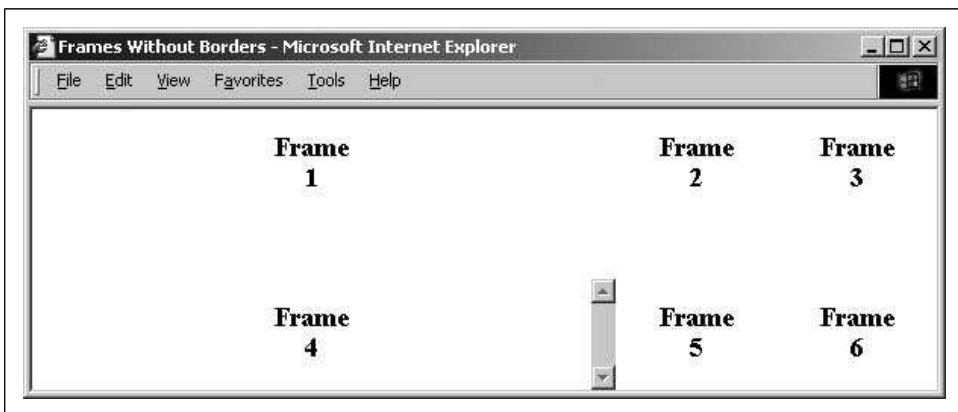 Frames Without Borders - Microsoft Internet Explorer
File Edit View Favorites Tools Help
Frame Frame Frame
1 2 3
Frame Frame Frame
4 5 6